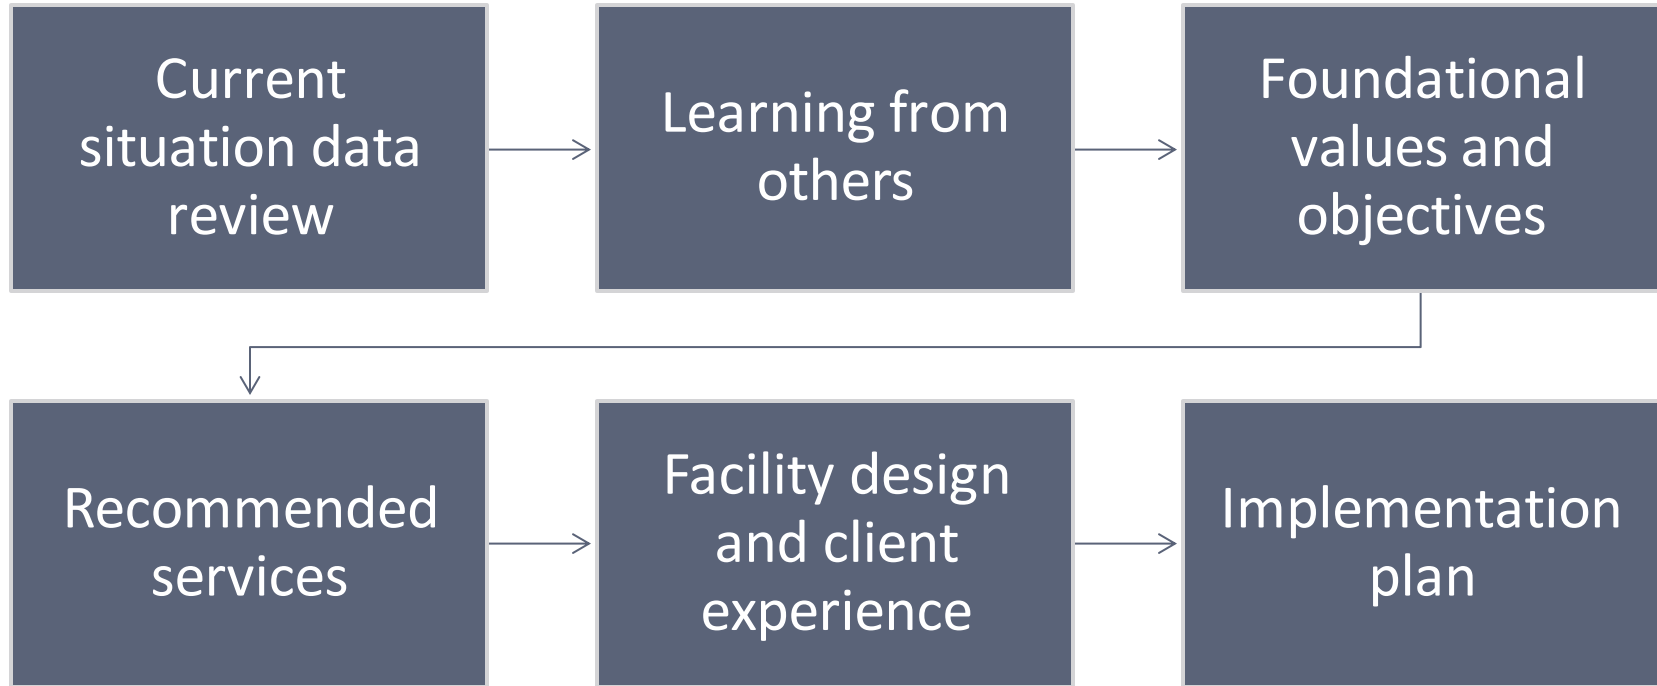 Current
situation data
review
Learning from
others
Foundational
values and
objectives
Recommended
services
Facility design
and client
experience
Implementation
plan